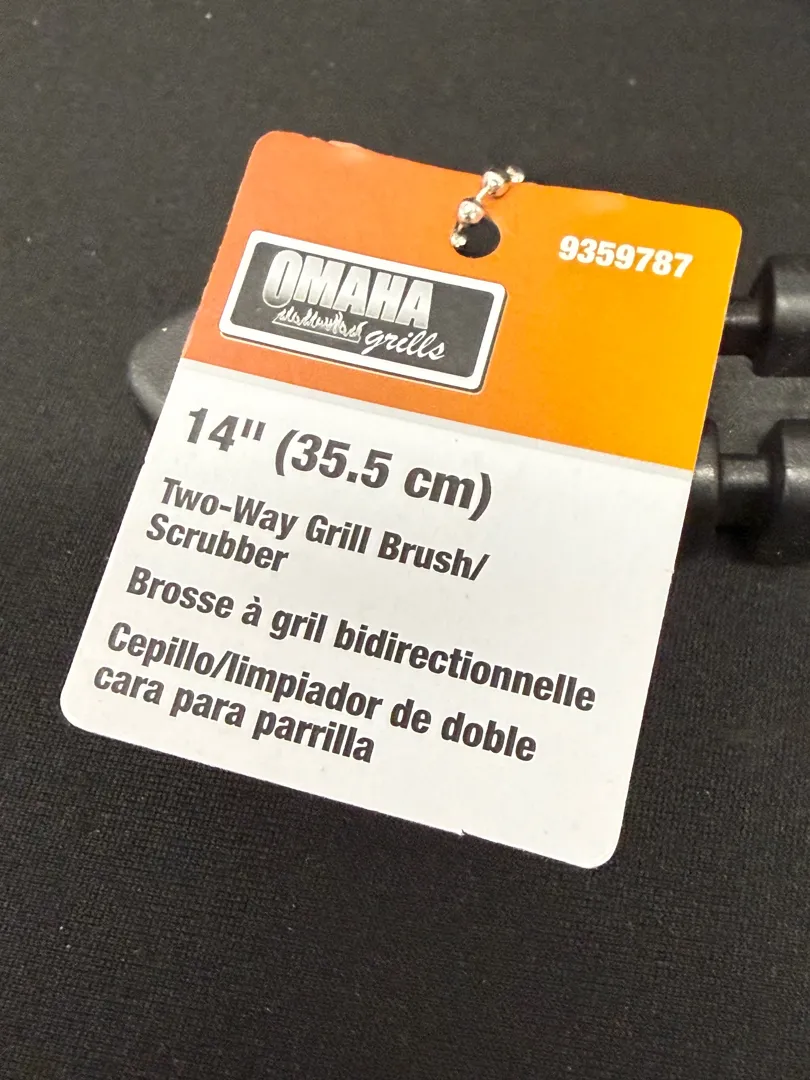 9359787
OMAHA
grills
14" (35.5 cm)
Two-Way Grill Brush/
Scrubber
Brosse à gril bidirectionnelle
Cepillo/limpiador de doble
cara para parrilla